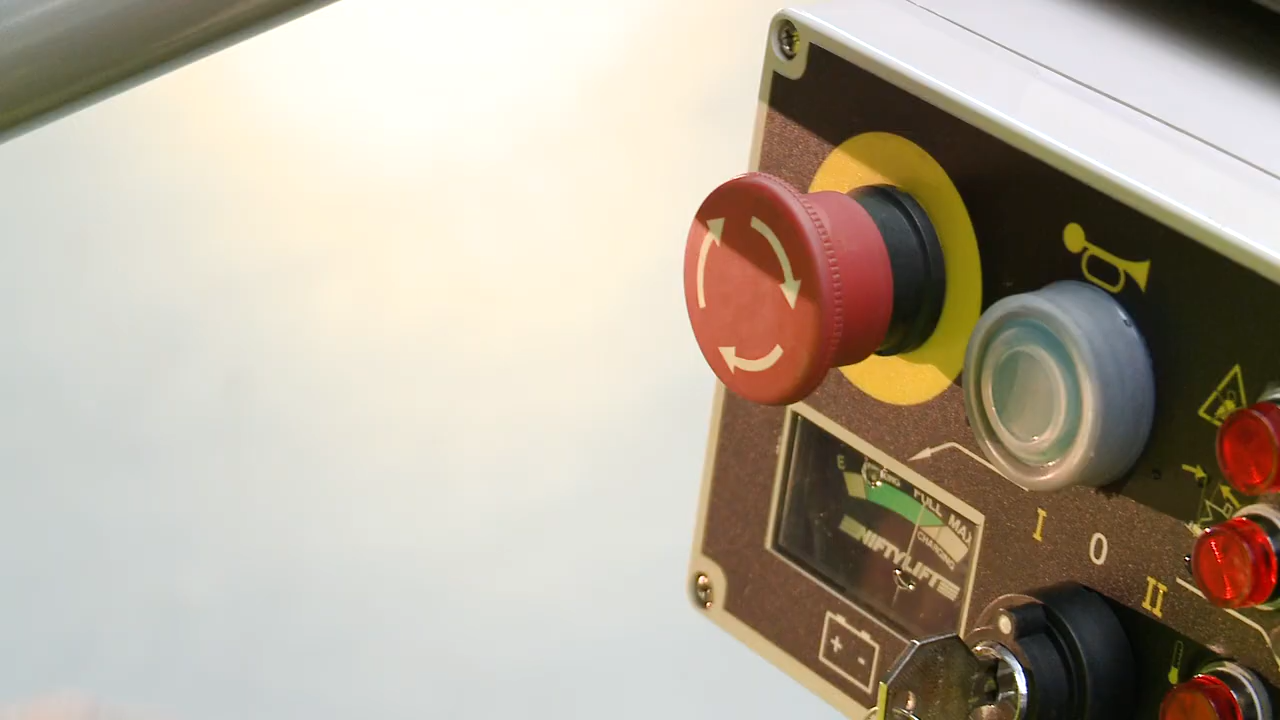 E
FULL MAX
CHARGING
NIFTYLIFT
I
0
II
+ -